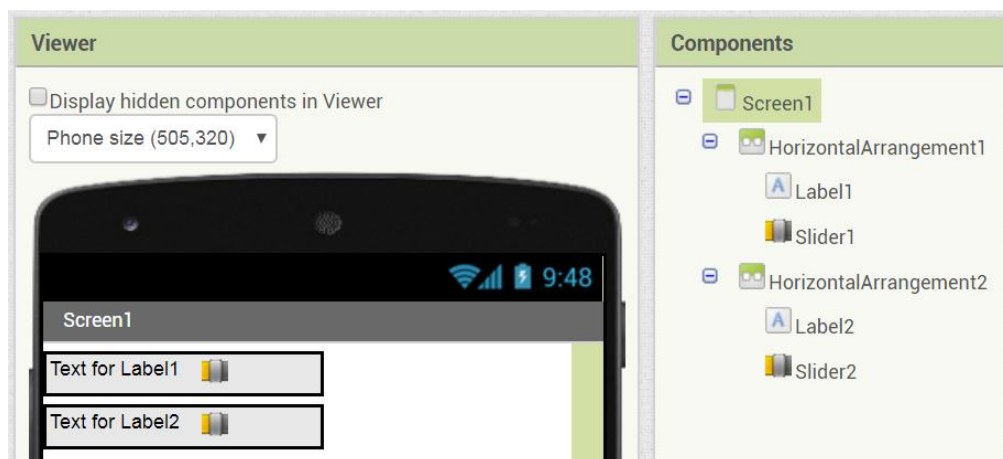 Viewer
Display hidden components in Viewer
Phone size (505,320)
9:48
Screen1
Text for Label1
Text for Label2
Components
Screen1
HorizontalArrangement1
A Label1
Slider1
HorizontalArrangement2
A Label2
Slider2